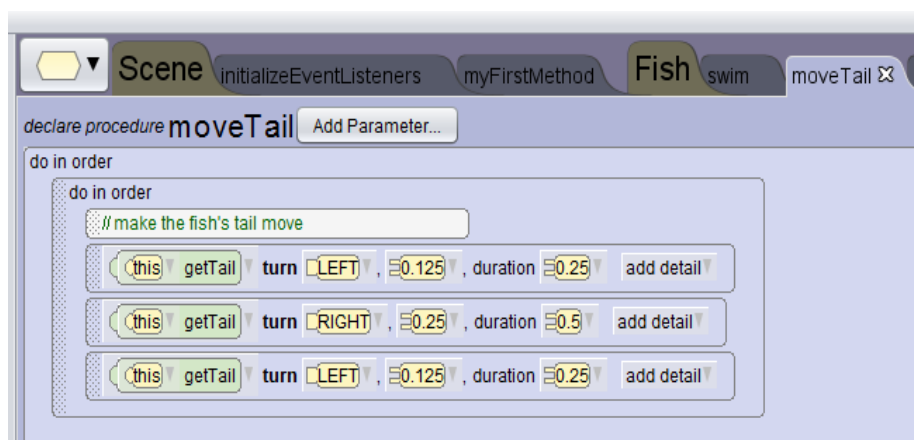 Scene initializeEventListeners myFirstMethod Fish swim moveTail
declare procedure moveTail Add Parameter...
do in order
do in order
// make the fish's tail move
this getTail turn LEFT, 0.125, duration 0.25 add detail
this getTail turn RIGHT, 0.25, duration 0.5 add detail
this getTail turn LEFT, 0.125, duration 0.25 add detail